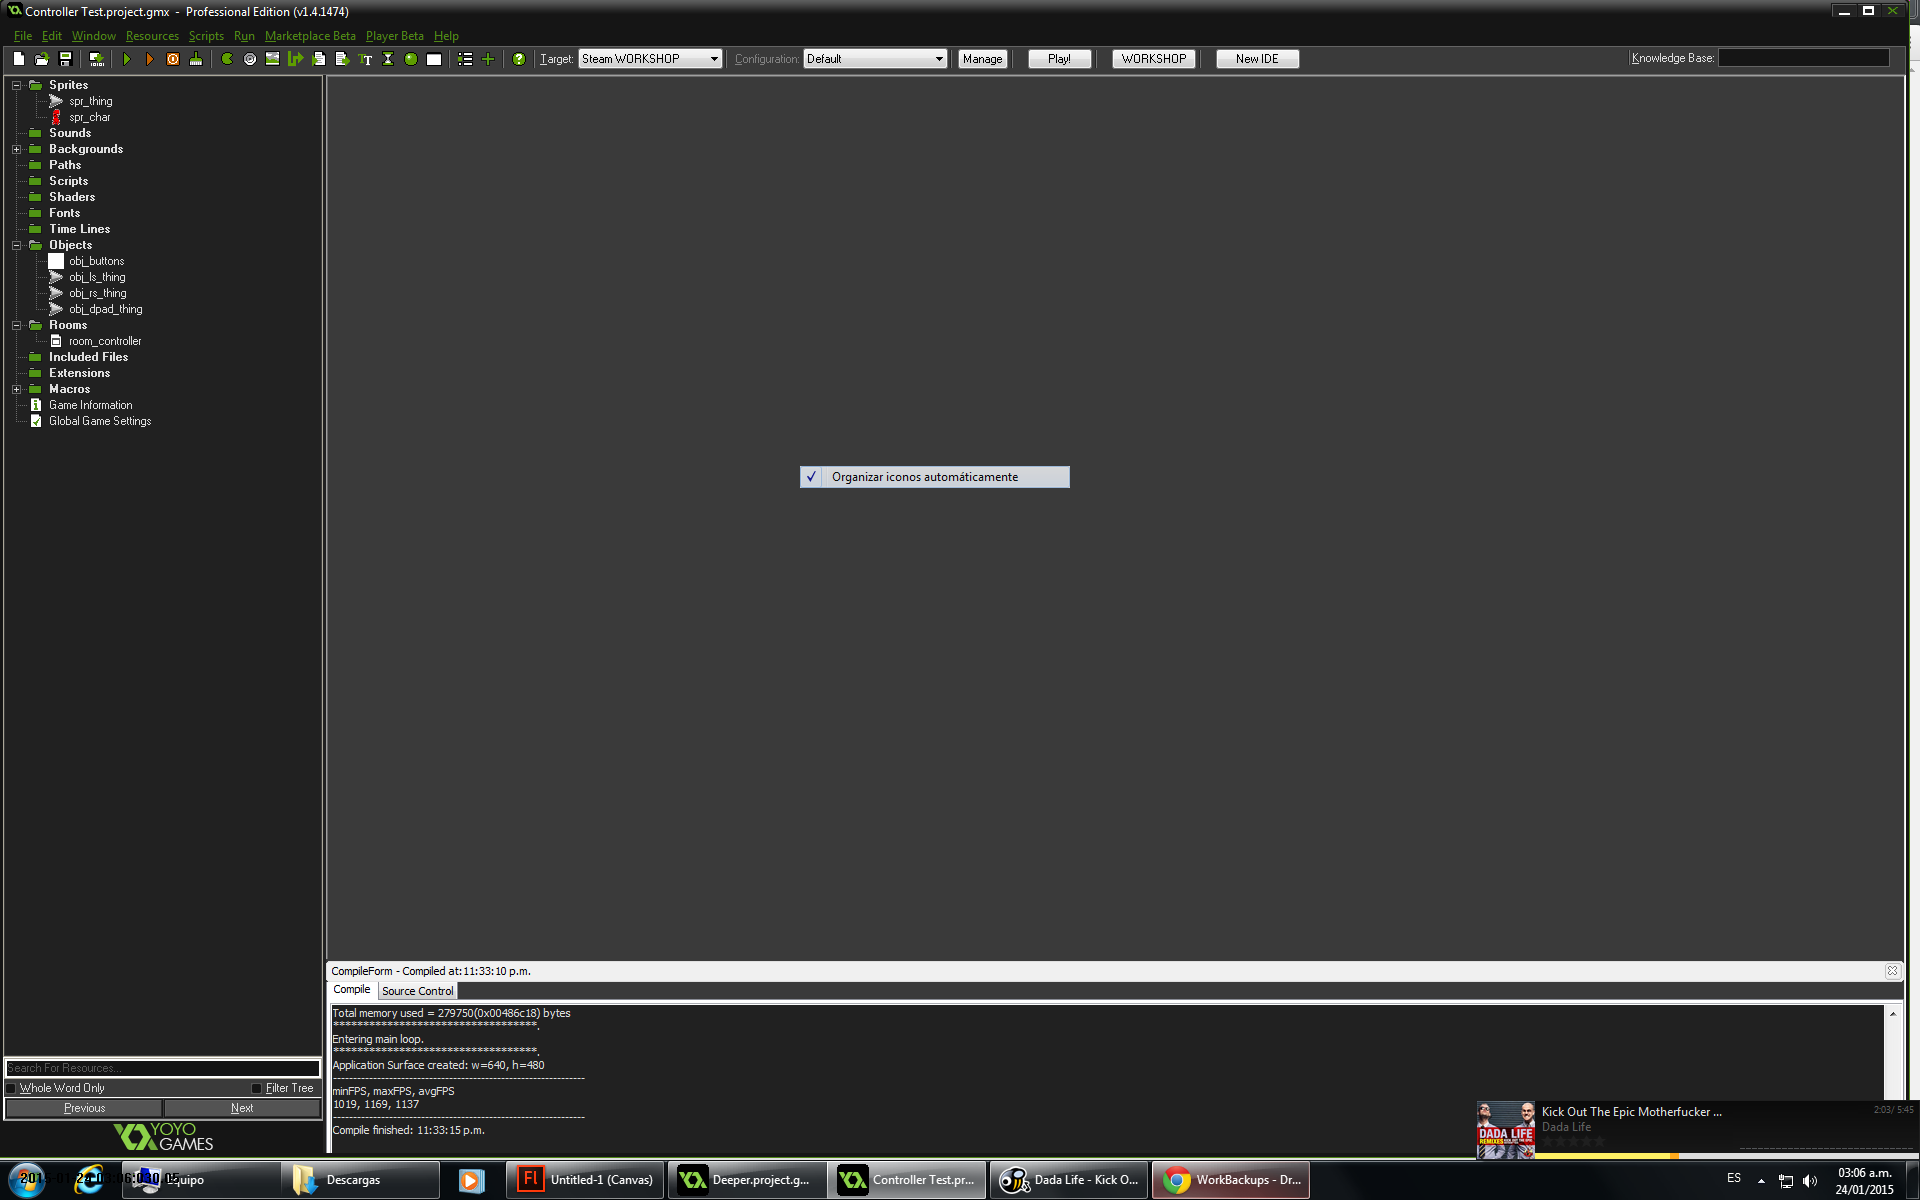 Controller Test.project.gmx - Professional Edition (v1.4.1474)
File Edit Window Resources Scripts Run Marketplace Beta Player Beta Help
Target: Steam WORKSHOP Configuration: Default Manage Play! WORKSHOP New IDE Knowledge Base:
Sprites
spr_thing
spr_char
Sounds
Backgrounds
Paths
Scripts
Shaders
Fonts
Time Lines
Objects
obj_buttons
obj_ls_thing
obj_rs_thing
obj_dpad_thing
Rooms
room_controller
Included Files
Extensions
Macros
Game Information
Global Game Settings
Organizar iconos automáticamente
CompileForm - Compiled at:11:33:10 p.m.
Compile Source Control
Total memory used = 279750(0x00486c18) bytes
**********************************.
Entering main loop.
**********************************.
Application Surface created: w=640, h=480
minFPS, maxFPS, avgFPS
1019, 1169, 1137
Compile finished: 11:33:15 p.m.
Search For Resources...
Whole Word Only Filter Tree
Previous Next
YOYO
GAMES
DADA LIFE
Kick Out The Epic Motherfucker ...
2:03/ 5:45
Dada Life
Equipo
Descargas
Untitled-1 (Canvas)
Deeper.project.g...
Controller Test.pr...
Dada Life - Kick O...
WorkBackups - Dr...
ES
03:06 a.m.
24/01/2015